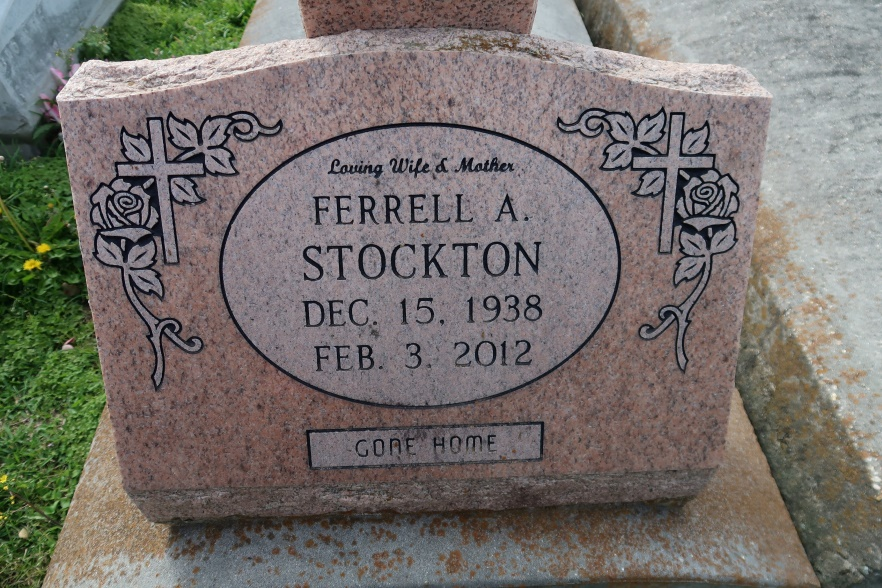 Loving Wife & Mother
FERRELL A.
STOCKTON
DEC. 15, 1938
FEB. 3, 2012
GONE HOME